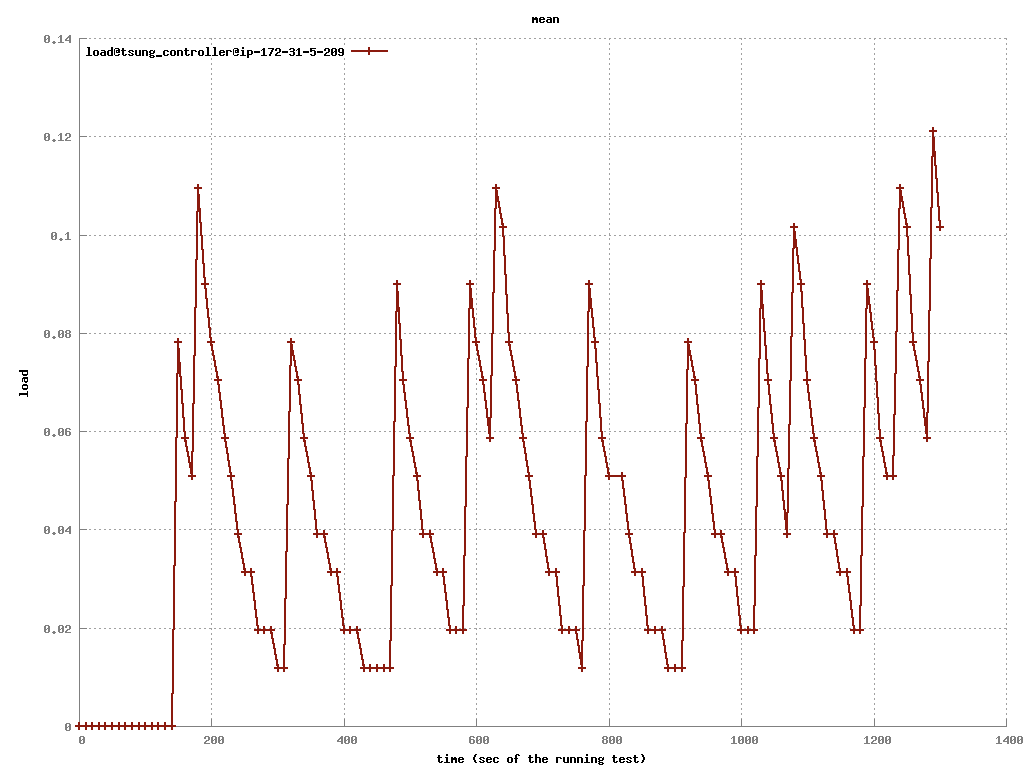 mean
0.14
load@tsung_controller@ip-172-31-5-209
0.12
0.1
0.08
load
0.06
0.04
0.02
0
0 200 400 600 800 1000 1200 1400
time (sec of the running test)